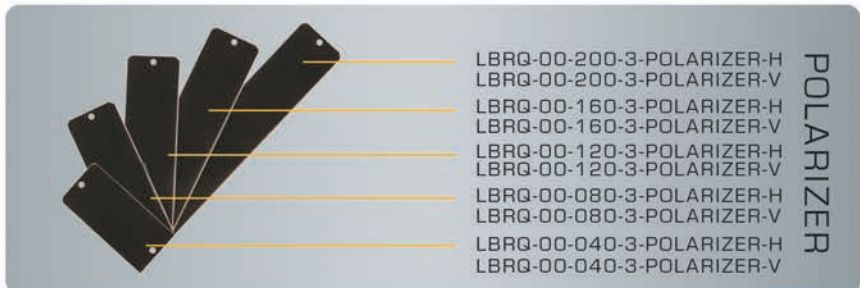 LBRQ-00-200-3-POLARIZER-H
LBRQ-00-200-3-POLARIZER-V
LBRQ-00-160-3-POLARIZER-H
LBRQ-00-160-3-POLARIZER-V
LBRQ-00-120-3-POLARIZER-H
LBRQ-00-120-3-POLARIZER-V
LBRQ-00-080-3-POLARIZER-H
LBRQ-00-080-3-POLARIZER-V
LBRQ-00-040-3-POLARIZER-H
LBRQ-00-040-3-POLARIZER-V
POLARIZER